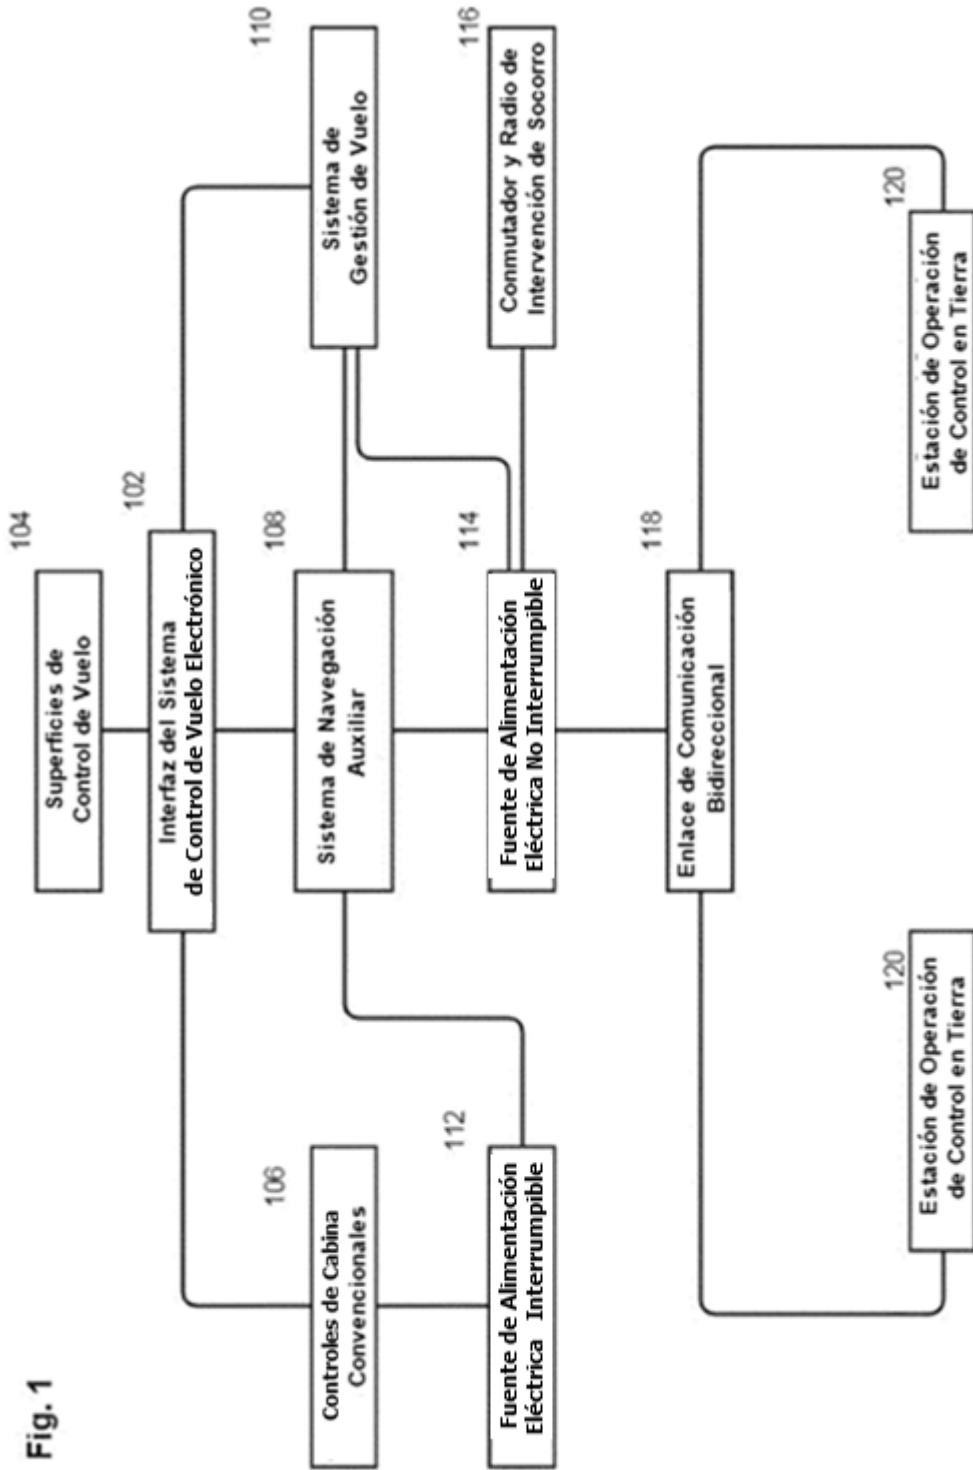 Fig. 1
104
Superficies de
Control de Vuelo
102
Interfaz del Sistema
de Control de Vuelo Electrónico
106
Controles de Cabina
Convencionales
108
Sistema de Navegación
Auxiliar
110
Sistema de
Gestión de Vuelo
112
Fuente de Alimentación
Eléctrica Interrumpible
114
Fuente de Alimentación
Eléctrica No Interrumpible
116
Conmutador y Radio de
Intervención de Socorro
118
Enlace de Comunicación
Bidireccional
120
Estación de Operación
de Control en Tierra
120
Estación de Operación
de Control en Tierra